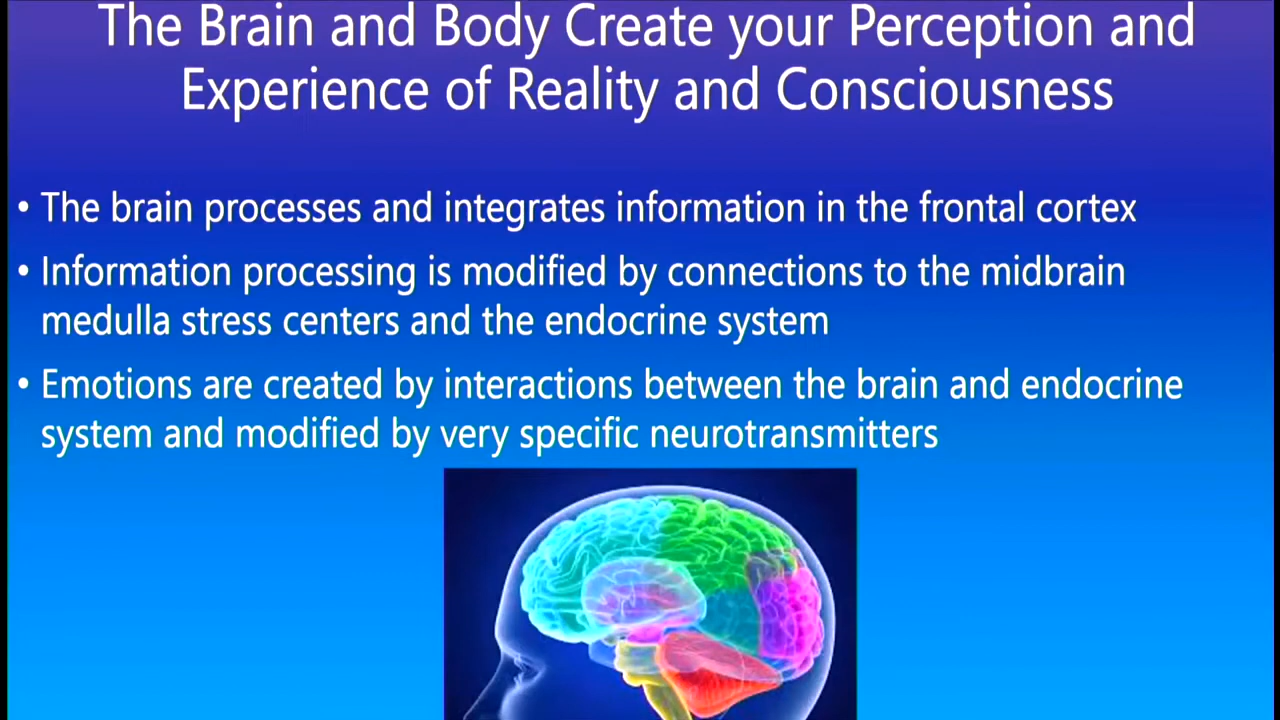 The Brain and Body Create your Perception and
Experience of Reality and Consciousness
• The brain processes and integrates information in the frontal cortex
• Information processing is modified by connections to the midbrain
medulla stress centers and the endocrine system
• Emotions are created by interactions between the brain and endocrine
system and modified by very specific neurotransmitters